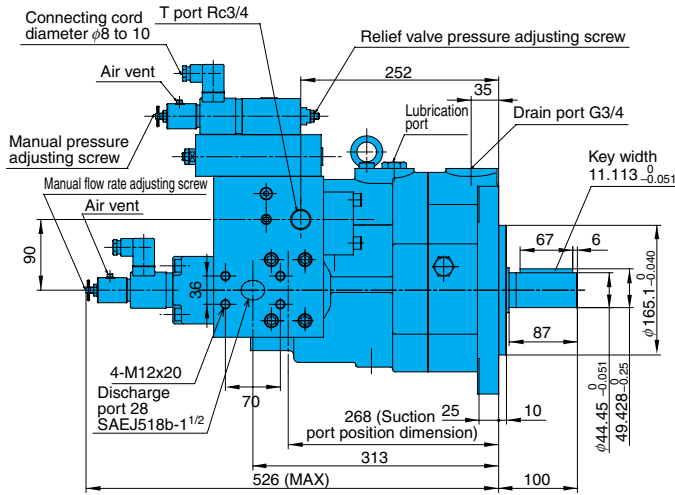 Connecting cord
diameter φ8 to 10
T port Rc3/4
Relief valve pressure adjusting screw
252
35
Air vent
Lubrication
port
Drain port G3/4
Manual pressure
adjusting screw
Key width
11.113 0 -0.051
Manual flow rate adjusting screw
Air vent
67
6
90
36
φ165.1 0 -0.040
87
4-M12x20
Discharge
port 28
SAEJ518b-1 1/2
70
268 (Suction
port position dimension)
25
10
φ44.45 0 -0.051
49.428 0 -0.25
313
526 (MAX)
100